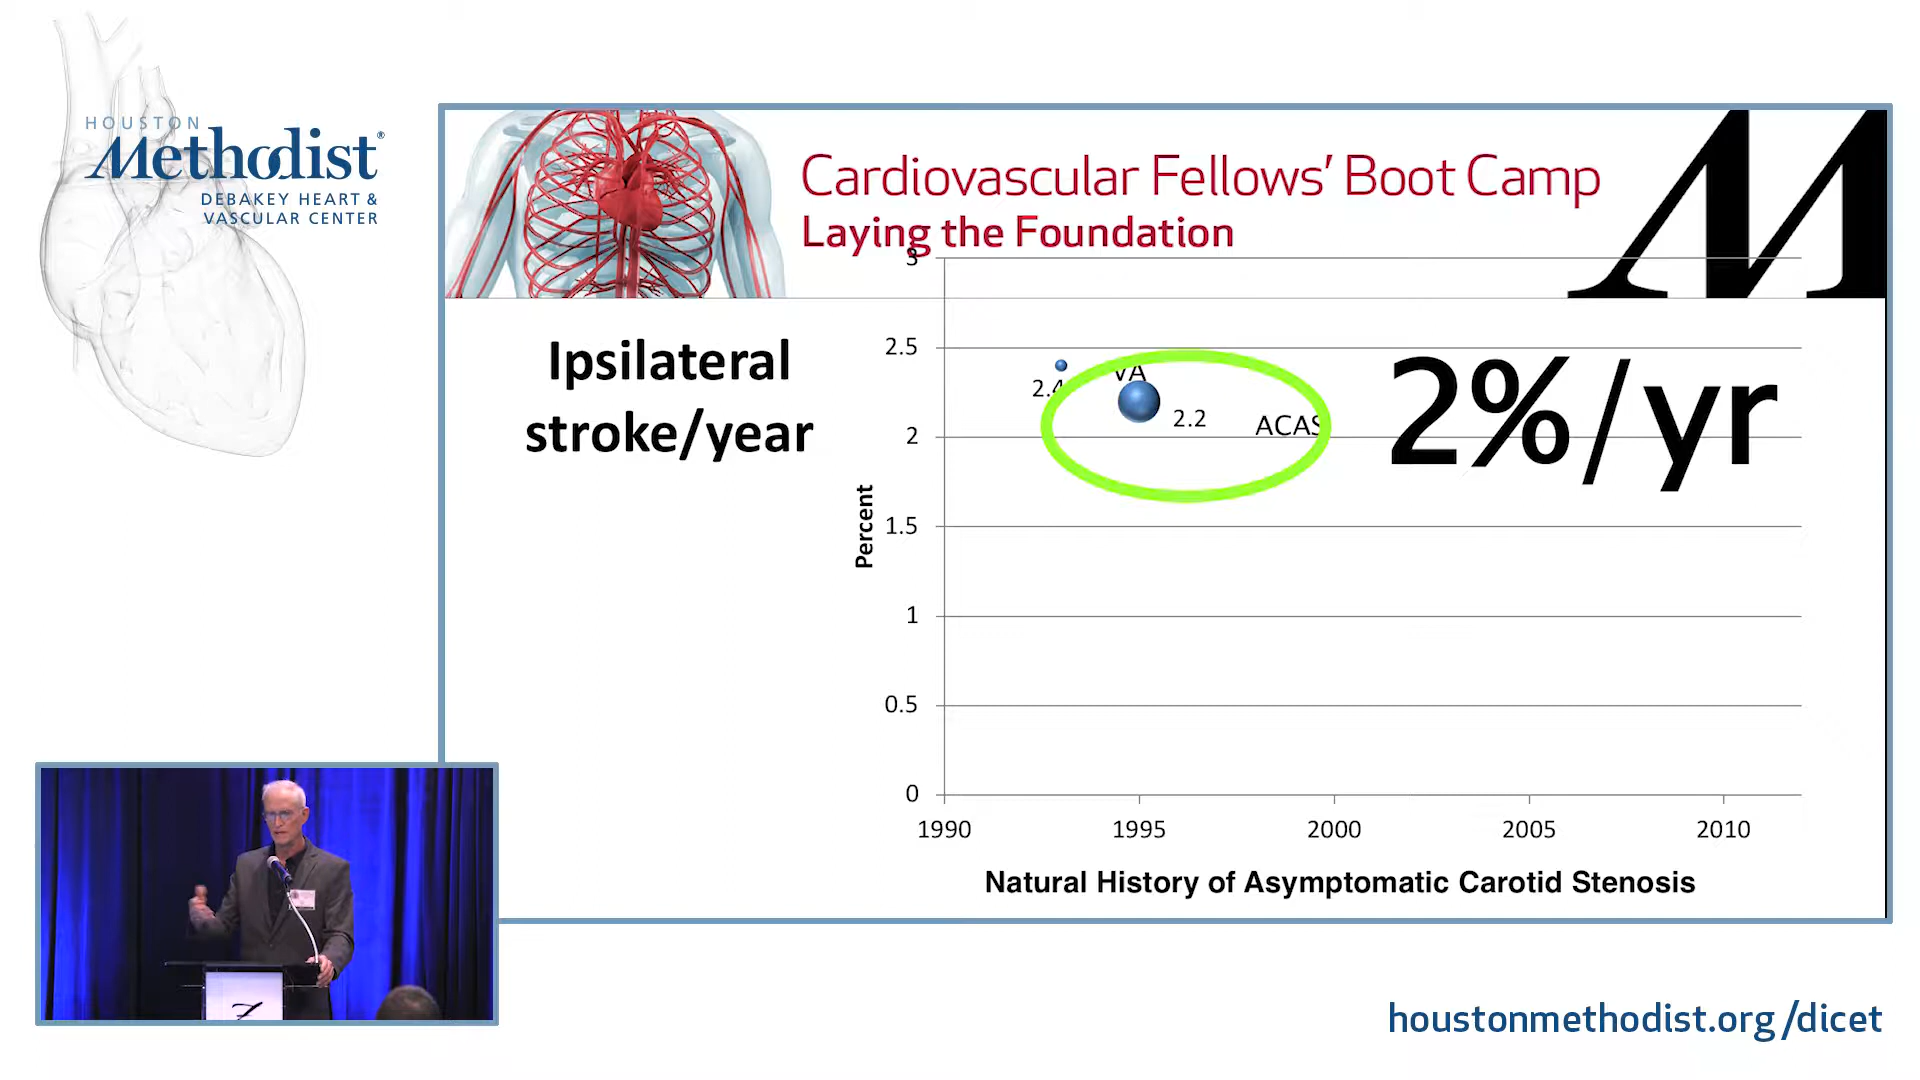 HOUSTON
Methodist®
DEBAKEY HEART &
VASCULAR CENTER
Cardiovascular Fellows' Boot Camp
Laying the Foundation
Ipsilateral
stroke/year
2%/yr
3
2.5
2
1.5
1
0.5
0
Percent
2.4
VA
2.2
ACAS
1990 1995 2000 2005 2010
Natural History of Asymptomatic Carotid Stenosis
houstonmethodist.org/dicet